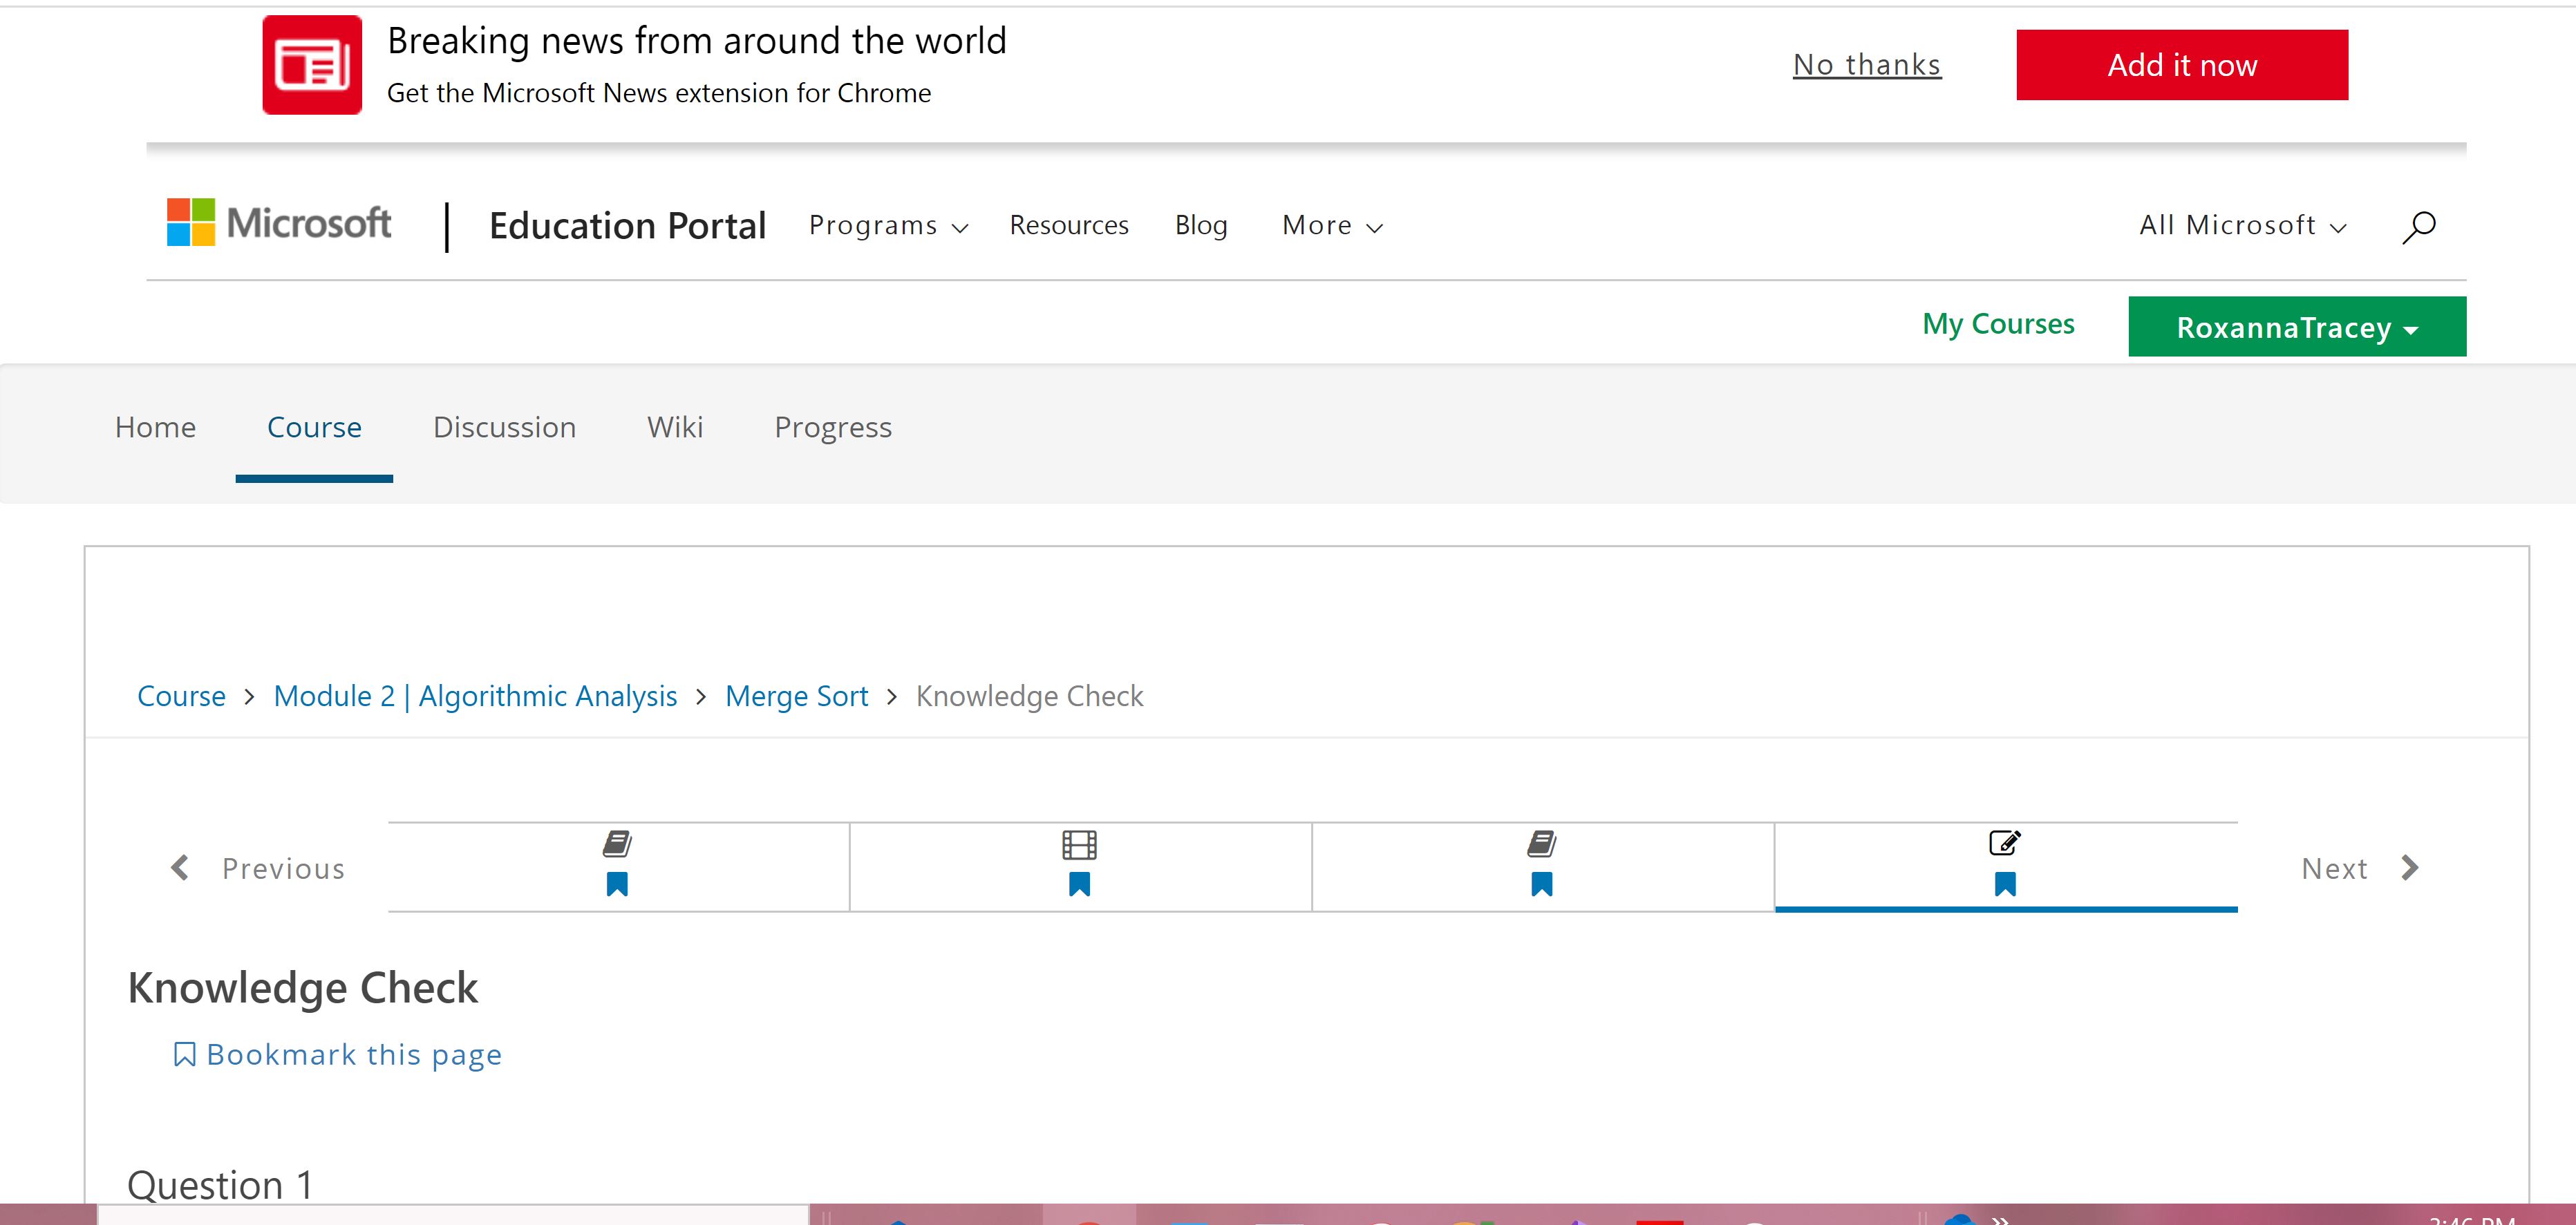 Breaking news from around the world
Get the Microsoft News extension for Chrome
No thanks
Add it now
Microsoft
Education Portal
Programs
Resources
Blog
More
All Microsoft
My Courses
RoxannaTracey
Home
Course
Discussion
Wiki
Progress
Course > Module 2 | Algorithmic Analysis > Merge Sort > Knowledge Check
Previous
Next
Knowledge Check
Bookmark this page
Question 1